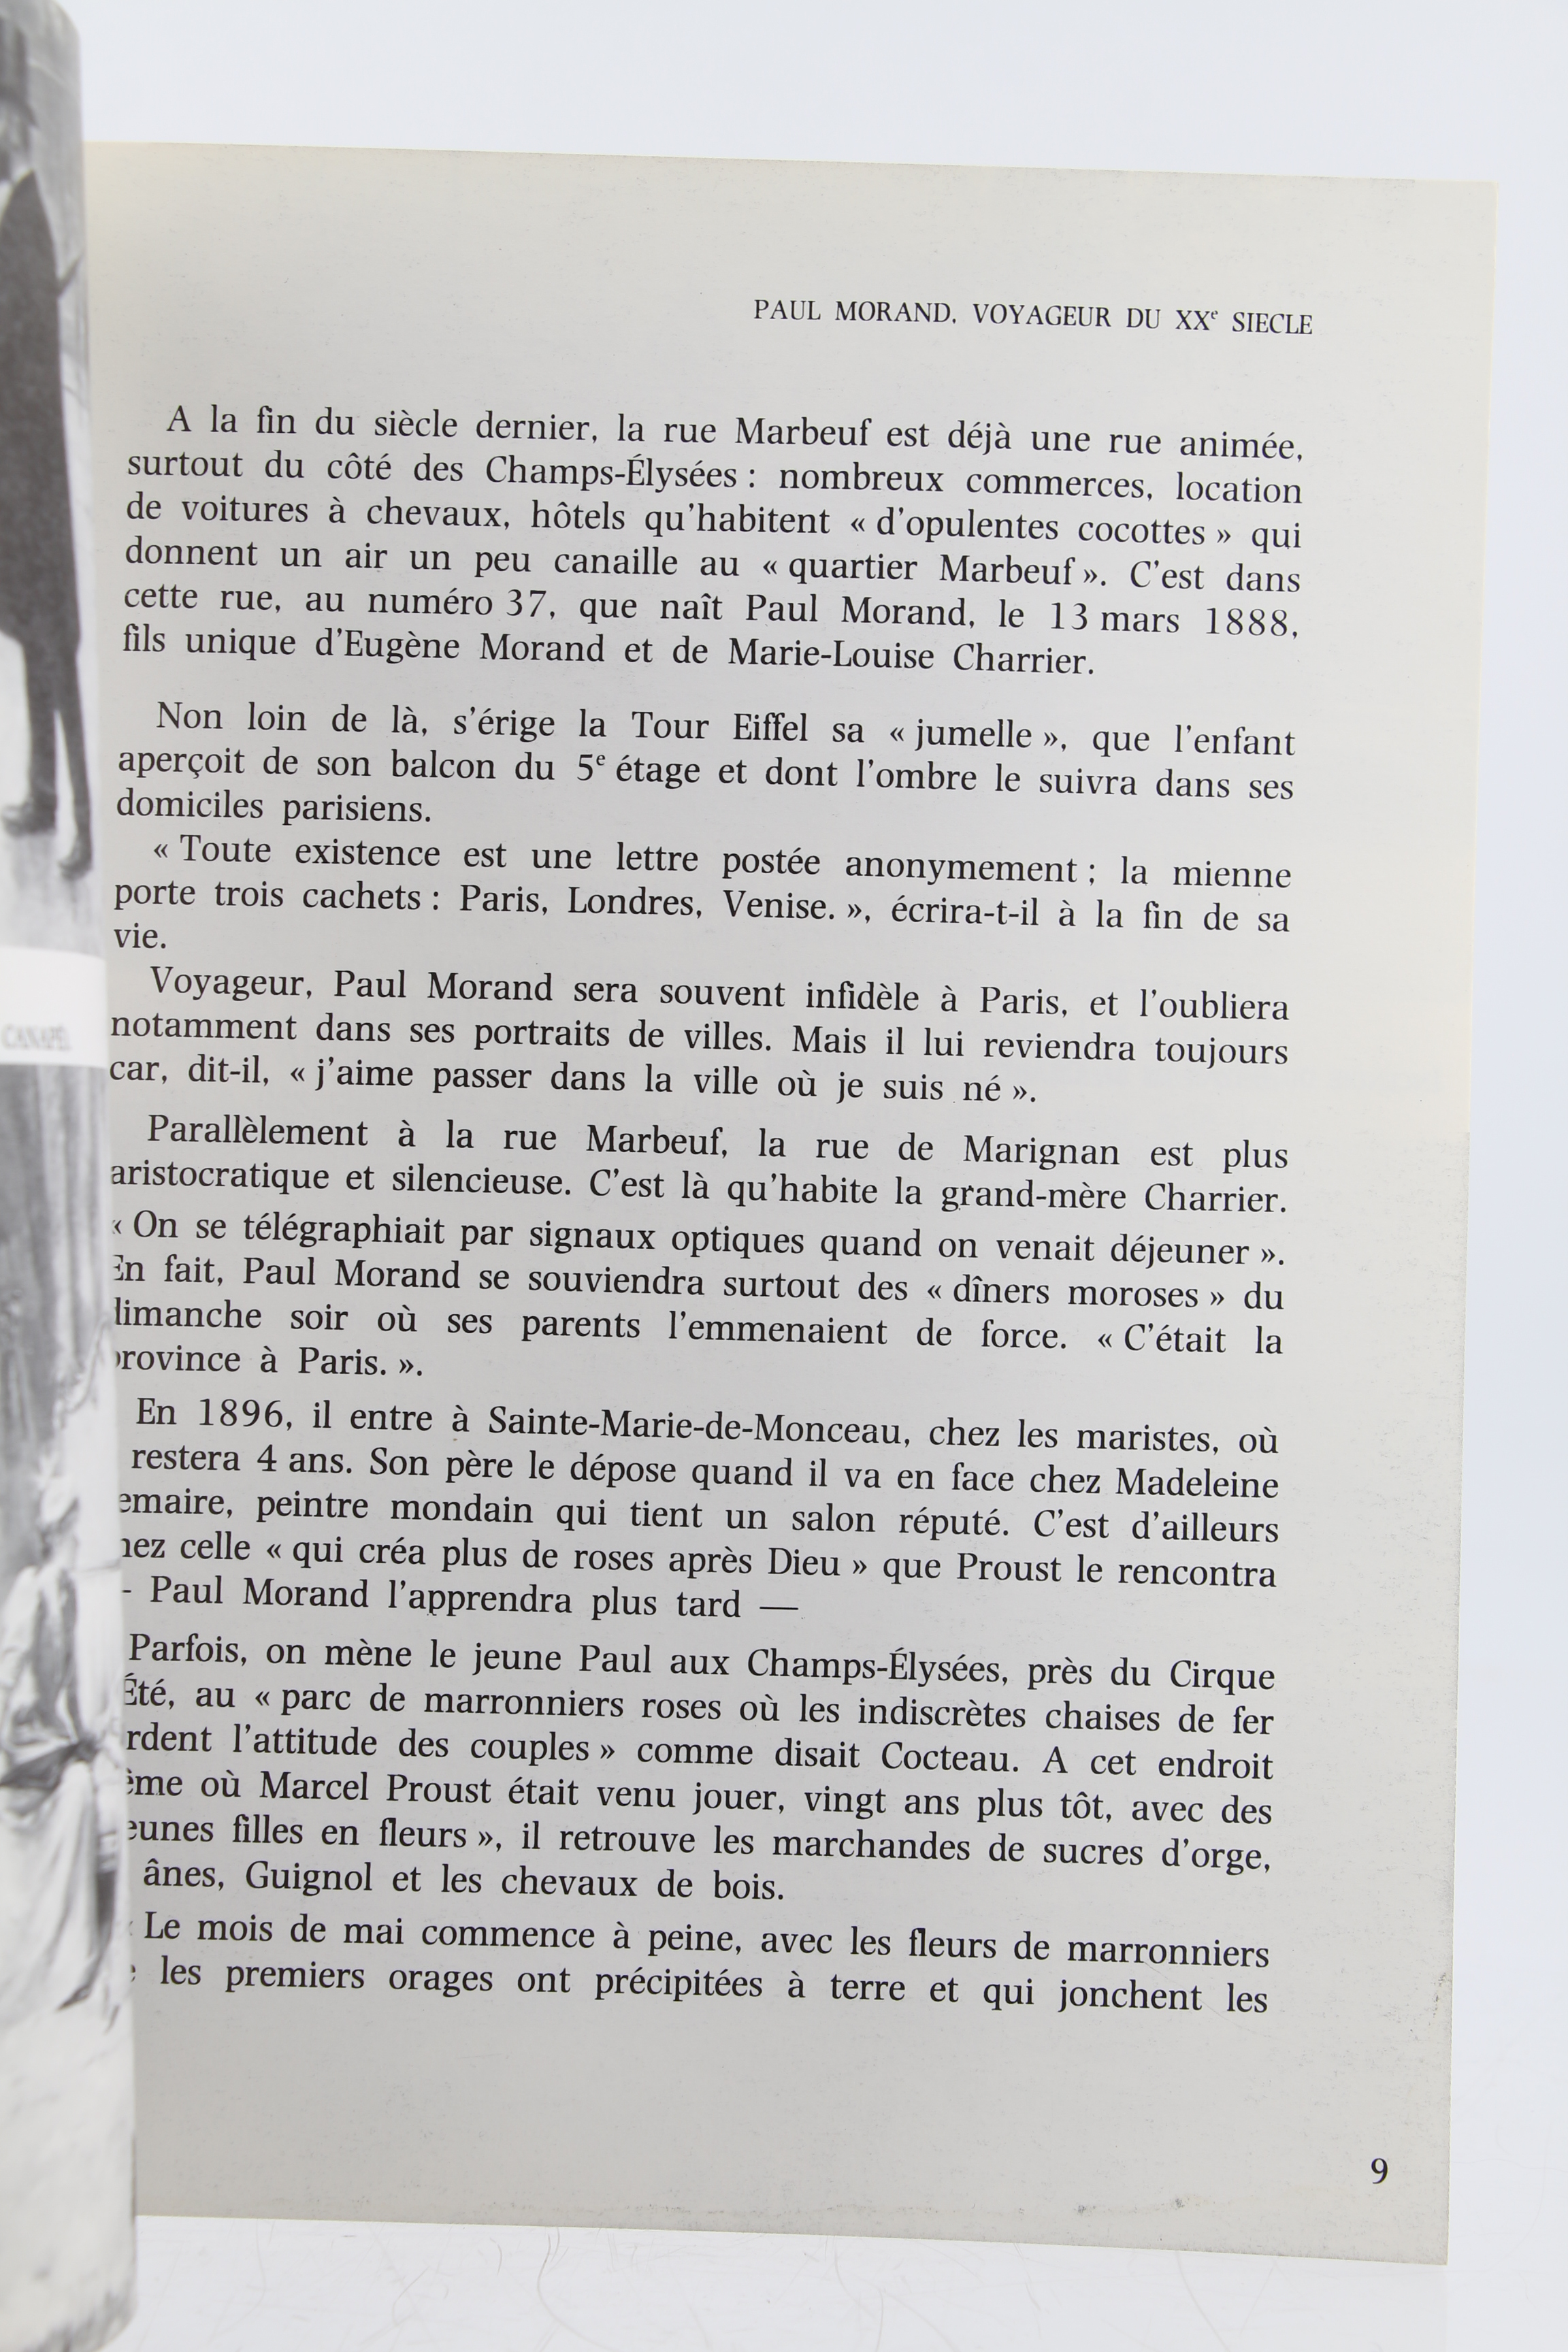 PAUL MORAND, VOYAGEUR DU XXe SIECLE
A la fin du siècle dernier, la rue Marbeuf est déjà une rue animée,
surtout du côté des Champs-Élysées : nombreux commerces, location
de voitures à chevaux, hôtels qu'habitent « d'opulentes cocottes » qui
donnent un air un peu canaille au « quartier Marbeuf ». C'est dans
cette rue, au numéro 37, que naît Paul Morand, le 13 mars 1888,
fils unique d'Eugène Morand et de Marie-Louise Charrier.
Non loin de là, s'érige la Tour Eiffel sa « jumelle », que l'enfant
aperçoit de son balcon du 5e étage et dont l'ombre le suivra dans ses
domiciles parisiens.
« Toute existence est une lettre postée anonymement ; la mienne
porte trois cachets : Paris, Londres, Venise. », écrira-t-il à la fin de sa
vie.
Voyageur, Paul Morand sera souvent infidèle à Paris, et l'oubliera
notamment dans ses portraits de villes. Mais il lui reviendra toujours
car, dit-il, « j'aime passer dans la ville où je suis né ».
Parallèlement à la rue Marbeuf, la rue de Marignan est plus
aristocratique et silencieuse. C'est là qu'habite la grand-mère Charrier.
« On se télégraphiait par signaux optiques quand on venait déjeuner ».
En fait, Paul Morand se souviendra surtout des « dîners moroses » du
dimanche soir où ses parents l'emmenaient de force. « C'était la
province à Paris. ».
En 1896, il entre à Sainte-Marie-de-Monceau, chez les maristes, où
restera 4 ans. Son père le dépose quand il va en face chez Madeleine
emaire, peintre mondain qui tient un salon réputé. C'est d'ailleurs
hez celle « qui créa plus de roses après Dieu » que Proust le rencontra
— Paul Morand l'apprendra plus tard —
Parfois, on mène le jeune Paul aux Champs-Élysées, près du Cirque
Été, au « parc de marronniers roses où les indiscrètes chaises de fer
rdent l'attitude des couples » comme disait Cocteau. A cet endroit
ême où Marcel Proust était venu jouer, vingt ans plus tôt, avec des
eunes filles en fleurs », il retrouve les marchandes de sucres d'orge,
ânes, Guignol et les chevaux de bois.
« Le mois de mai commence à peine, avec les fleurs de marronniers
e les premiers orages ont précipitées à terre et qui jonchent les
9
CANAPÉ.